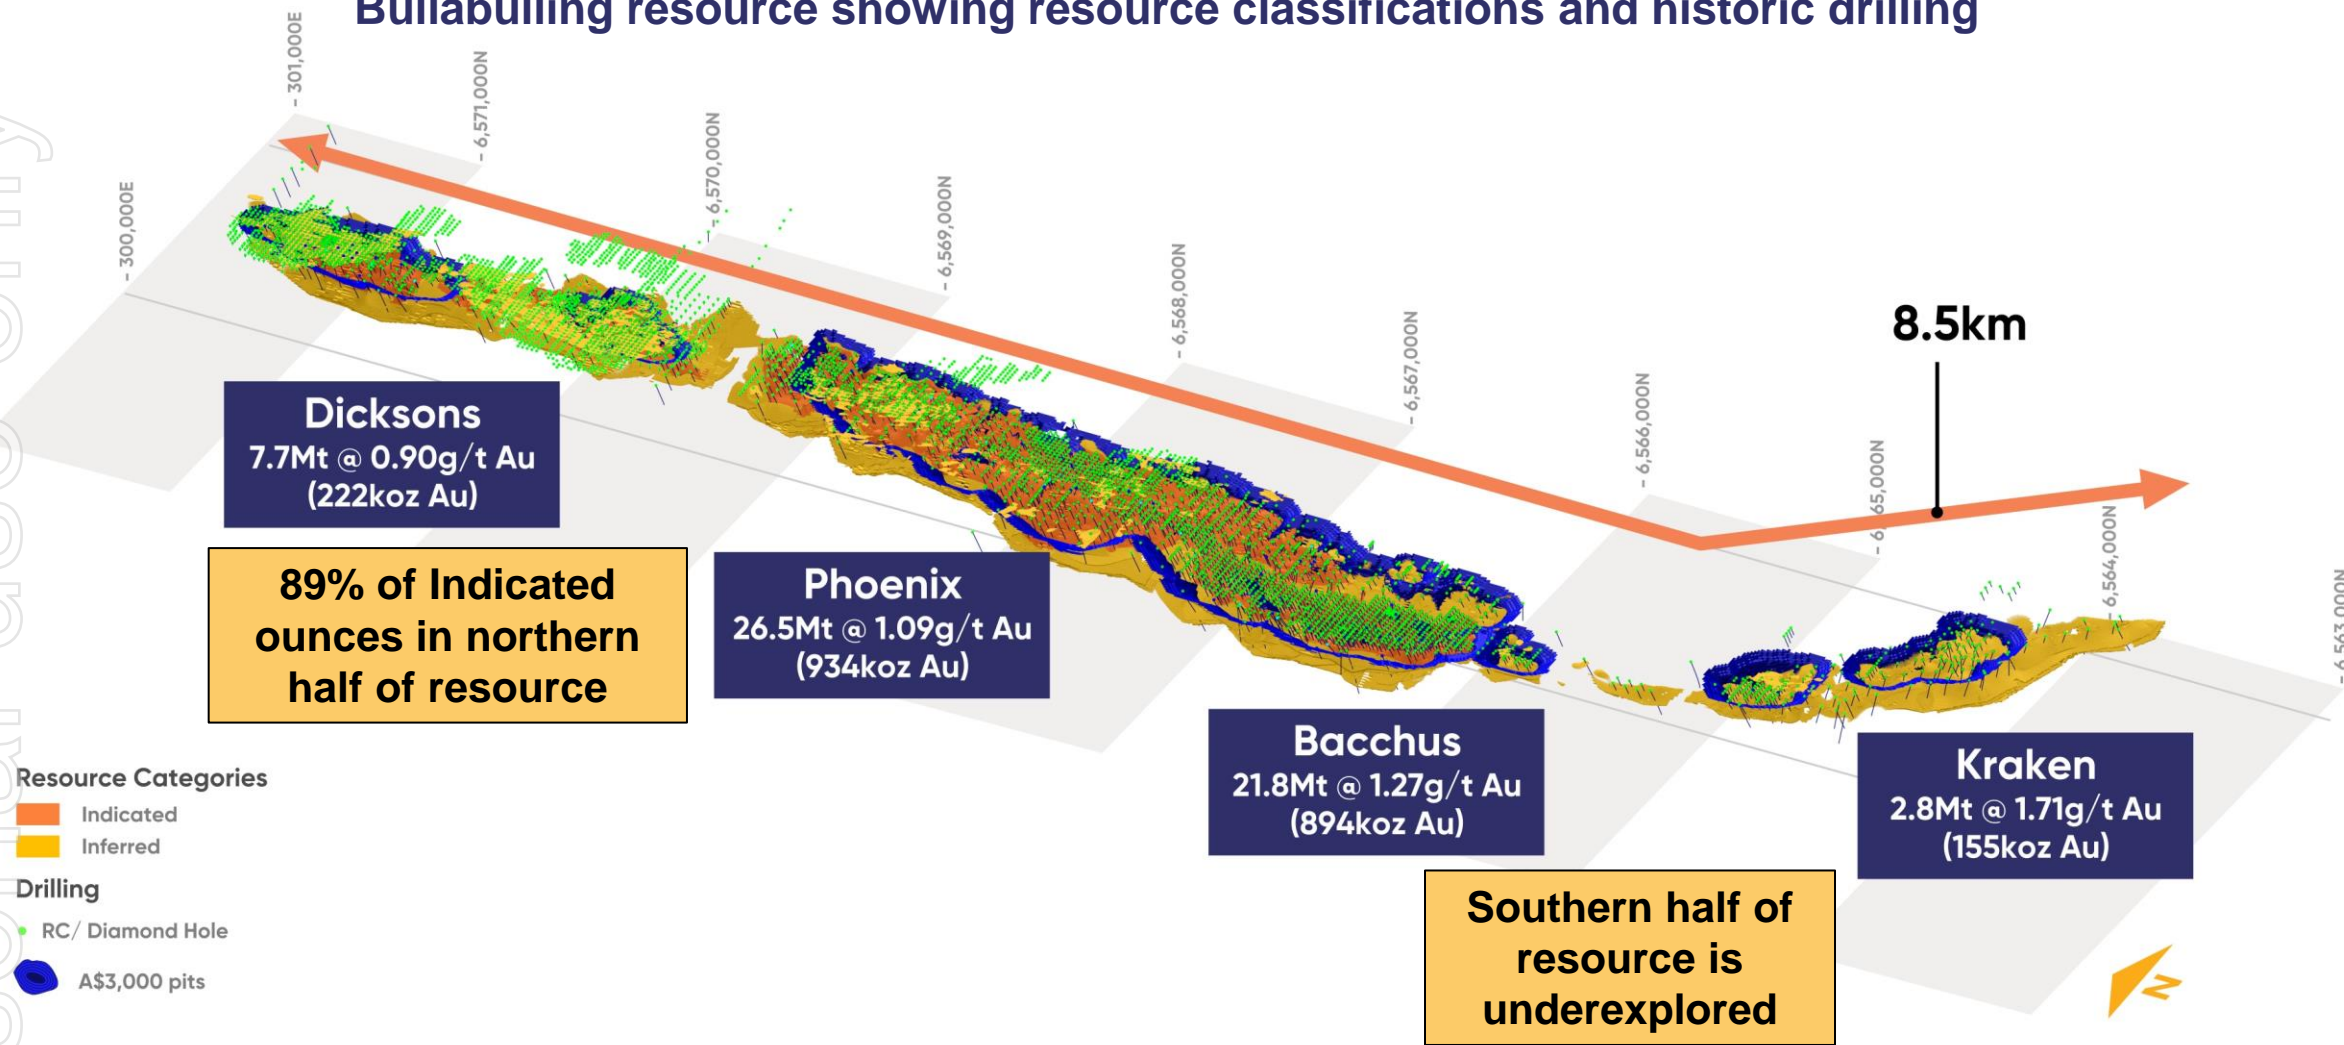 Bullabulling resource showing resource classifications and historic drilling
- 301,000E
- 6,571,000N
- 300,000E
- 6,570,000N
- 6,569,000N
- 6,568,000N
- 6,567,000N
- 6,566,000N
- 6,564,000N
8.5km
Dicksons
7.7Mt @ 0.90g/t Au
(222koz Au)
89% of Indicated
ounces in northern
half of resource
Phoenix
26.5Mt @ 1.09g/t Au
(934koz Au)
Bacchus
21.8Mt @ 1.27g/t Au
(894koz Au)
Kraken
2.8Mt @ 1.71g/t Au
(155koz Au)
Southern half of
resource is
underexplored
Resource Categories
Indicated
Inferred
Drilling
RC/ Diamond Hole
A$3,000 pits
N